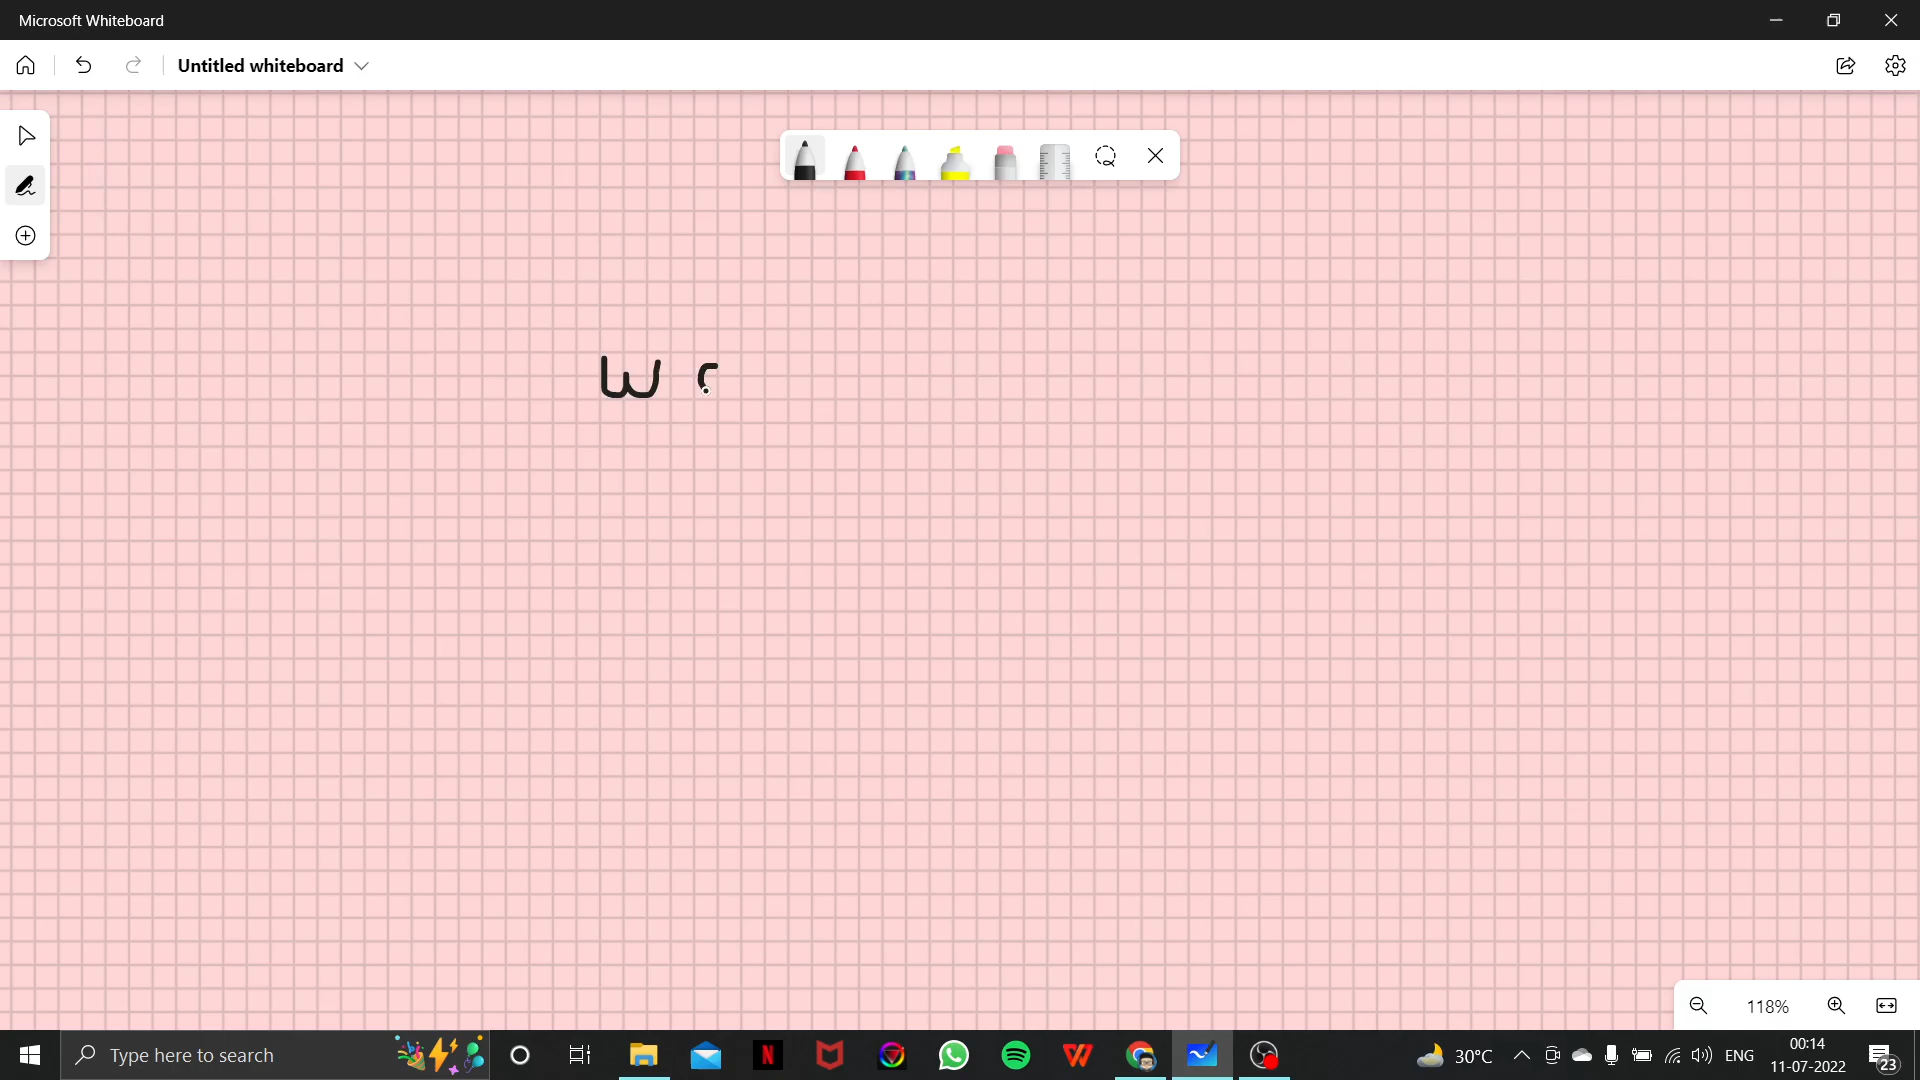 Microsoft Whiteboard
Untitled whiteboard
W
118%
Type here to search
30°C
ENG
00:14
11-07-2022
23